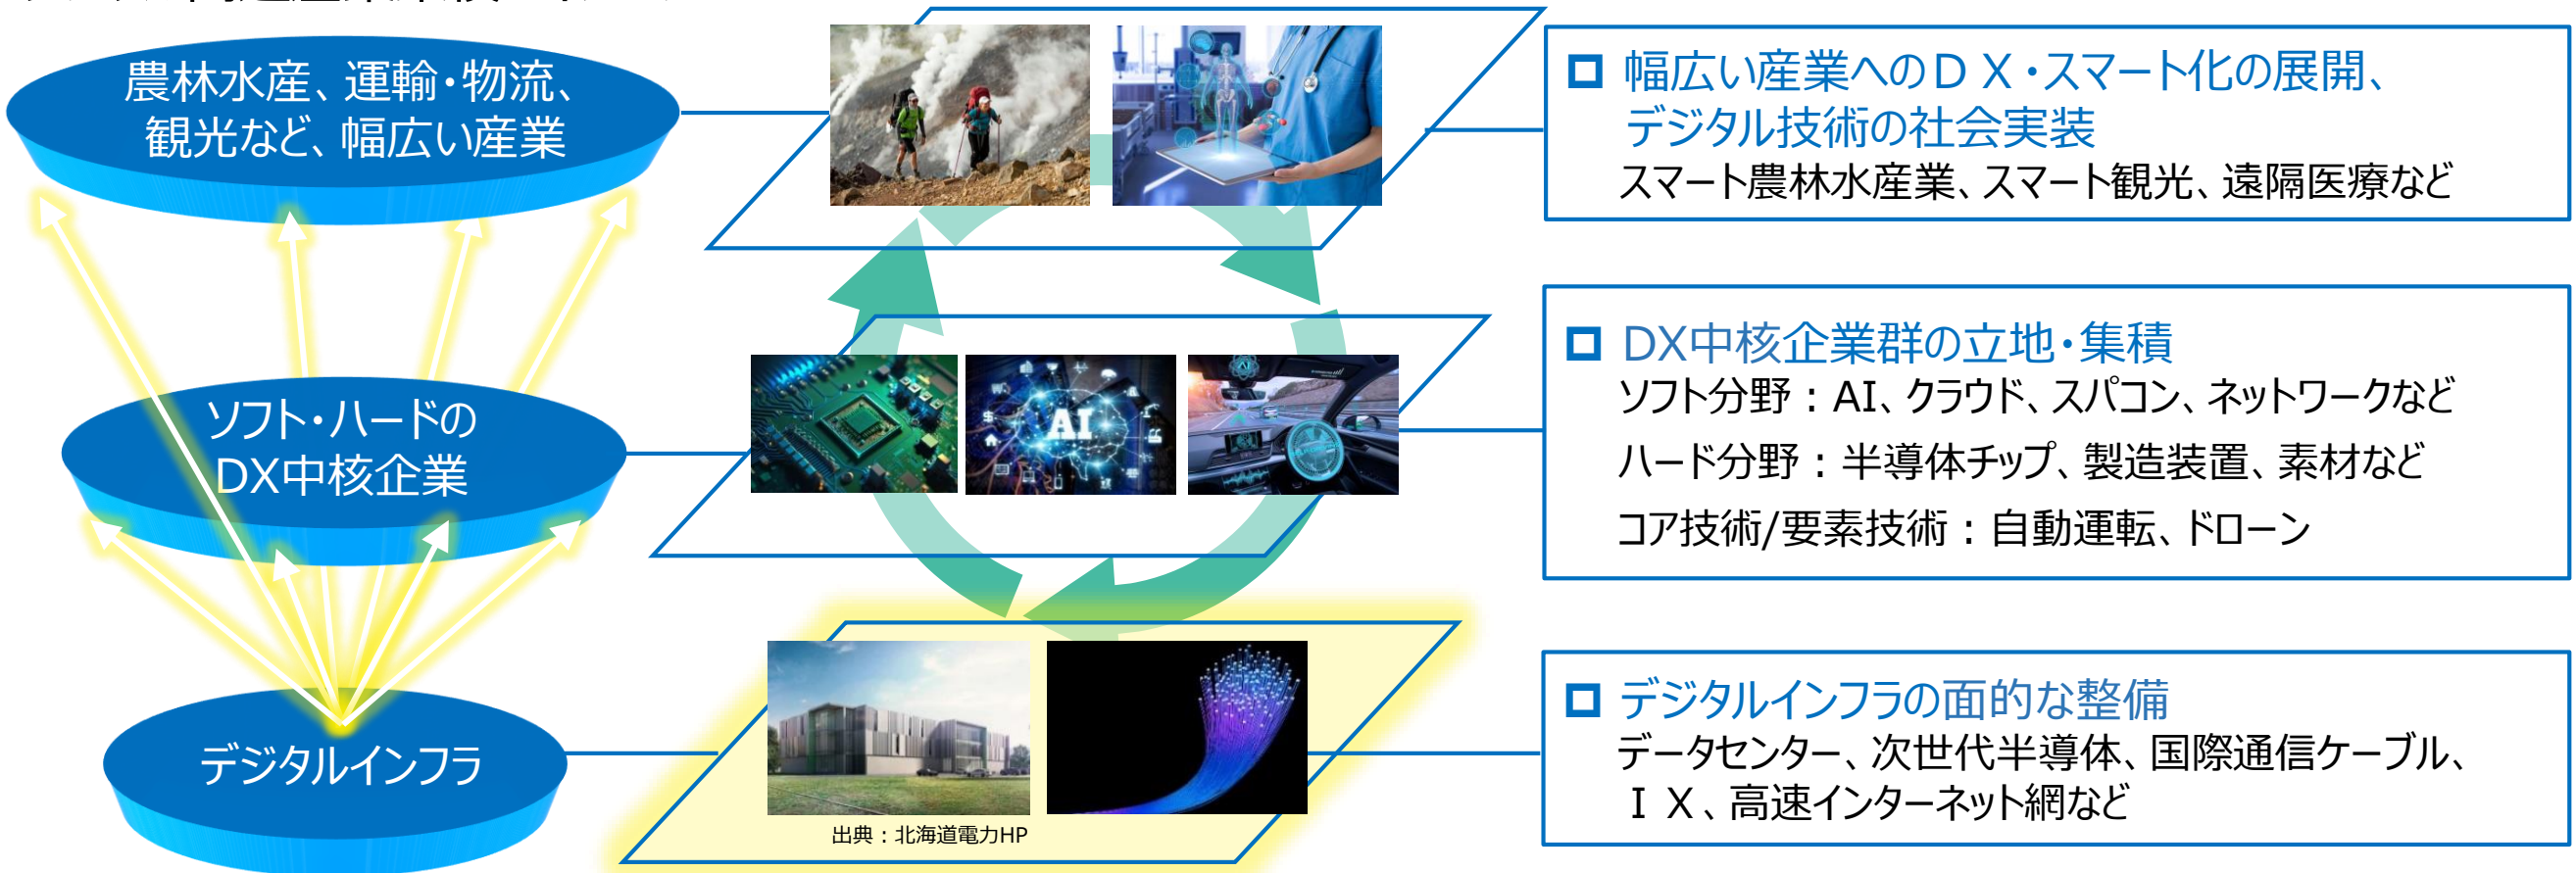 農林水産、運輸・物流、
観光など、幅広い産業
□ 幅広い産業へのＤＸ・スマート化の展開、
デジタル技術の社会実装
スマート農林水産業、スマート観光、遠隔医療など
ソフト・ハードの
DX中核企業
AI
AI
□ DX中核企業群の立地・集積
ソフト分野：AI、クラウド、スパコン、ネットワークなど
ハード分野：半導体チップ、製造装置、素材など
コア技術/要素技術：自動運転、ドローン
デジタルインフラ
出典：北海道電力HP
□ デジタルインフラの面的な整備
データセンター、次世代半導体、国際通信ケーブル、
ＩＸ、高速インターネット網など